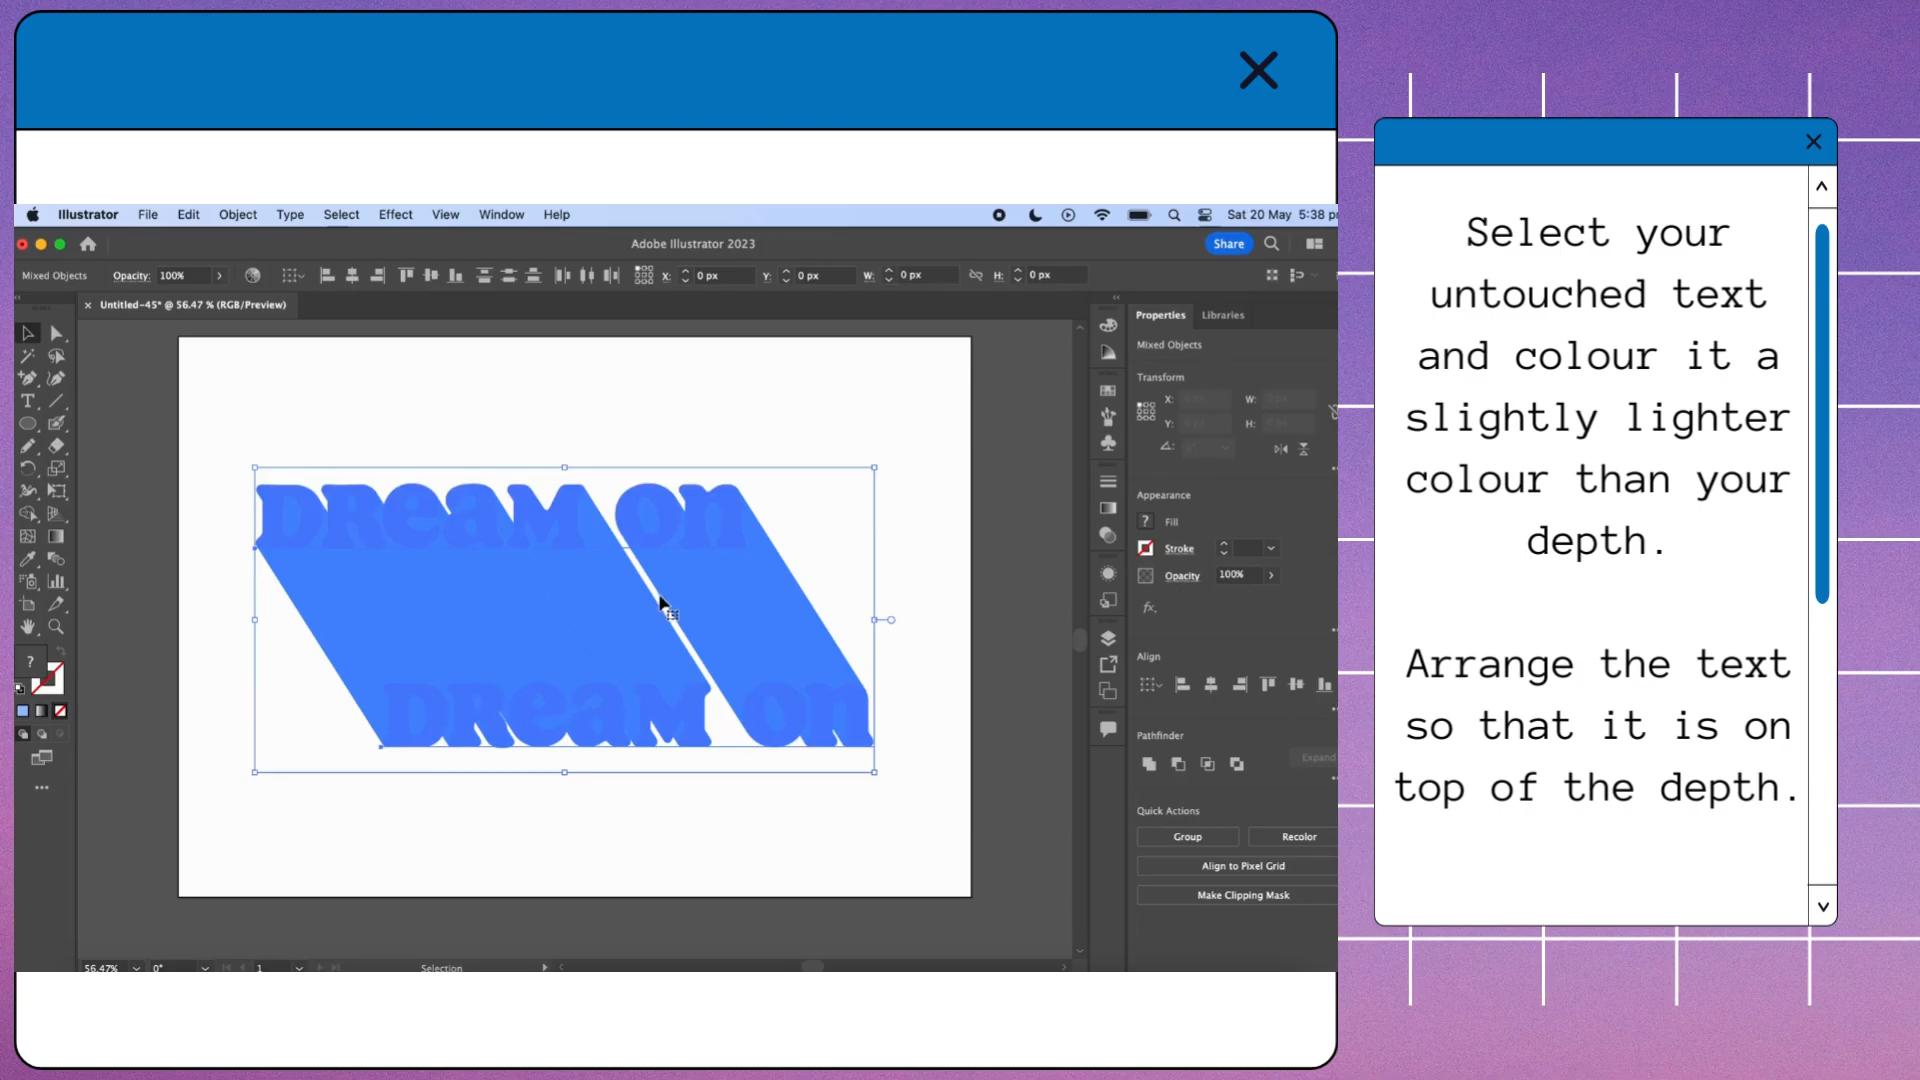 Illustrator File Edit Object Type Select Effect View Window Help Sat 20 May 5:38
Share
Adobe Illustrator 2023
Mixed Objects Opacity: 100% X: 0 px Y: 0 px W: 0 px H: 0 px
× Untitled-45* @ 56.47 % (RGB/Preview)
Properties Libraries
Mixed Objects
Transform
X: W:
Y: H:
Appearance
? Fill
Stroke
Opacity 100%
fx.
Align
Pathfinder
Expand
Quick Actions
Group Recolor
Align to Pixel Grid
Make Clipping Mask
DReaM on
DReaM on
?
56.47% 0° 1 Selection
Select your
untouched text
and colour it a
slightly lighter
colour than your
depth.
Arrange the text
so that it is on
top of the depth.